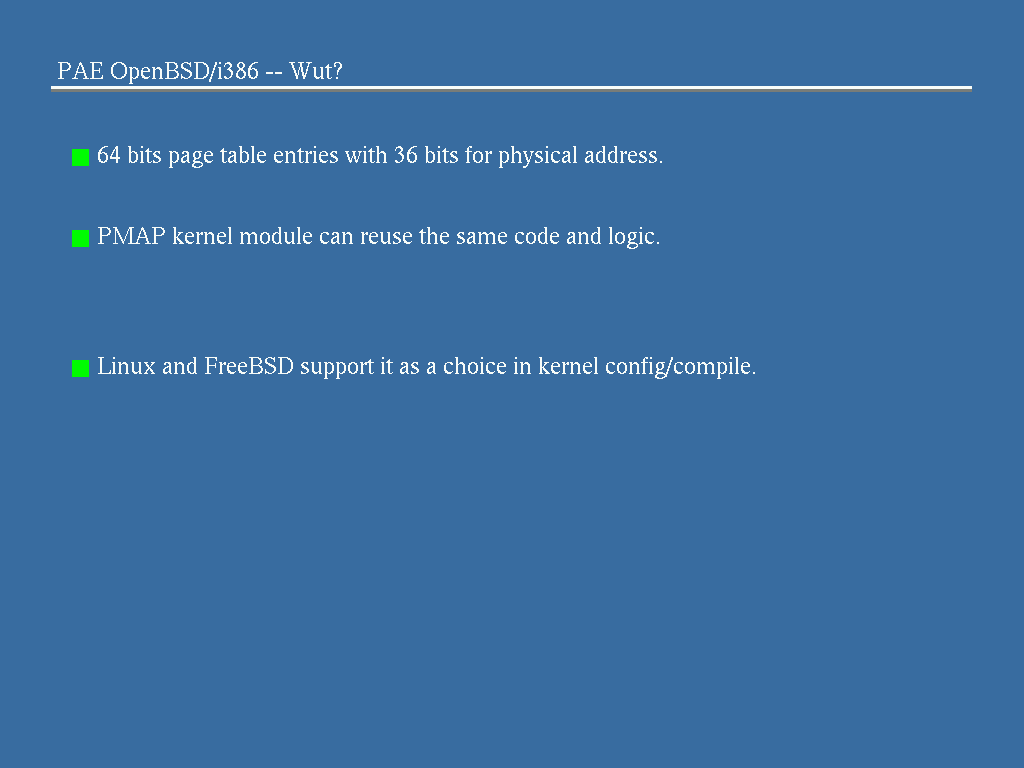 PAE OpenBSD/i386 -- Wut?
64 bits page table entries with 36 bits for physical address.
PMAP kernel module can reuse the same code and logic.
Linux and FreeBSD support it as a choice in kernel config/compile.